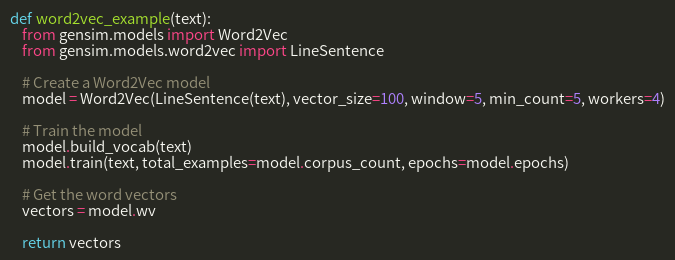 def word2vec_example(text):
from gensim.models import Word2Vec
from gensim.models.word2vec import LineSentence
# Create a Word2Vec model
model = Word2Vec(LineSentence(text), vector_size=100, window=5, min_count=5, workers=4)
# Train the model
model.build_vocab(text)
model.train(text, total_examples=model.corpus_count, epochs=model.epochs)
# Get the word vectors
vectors = model.wv
return vectors